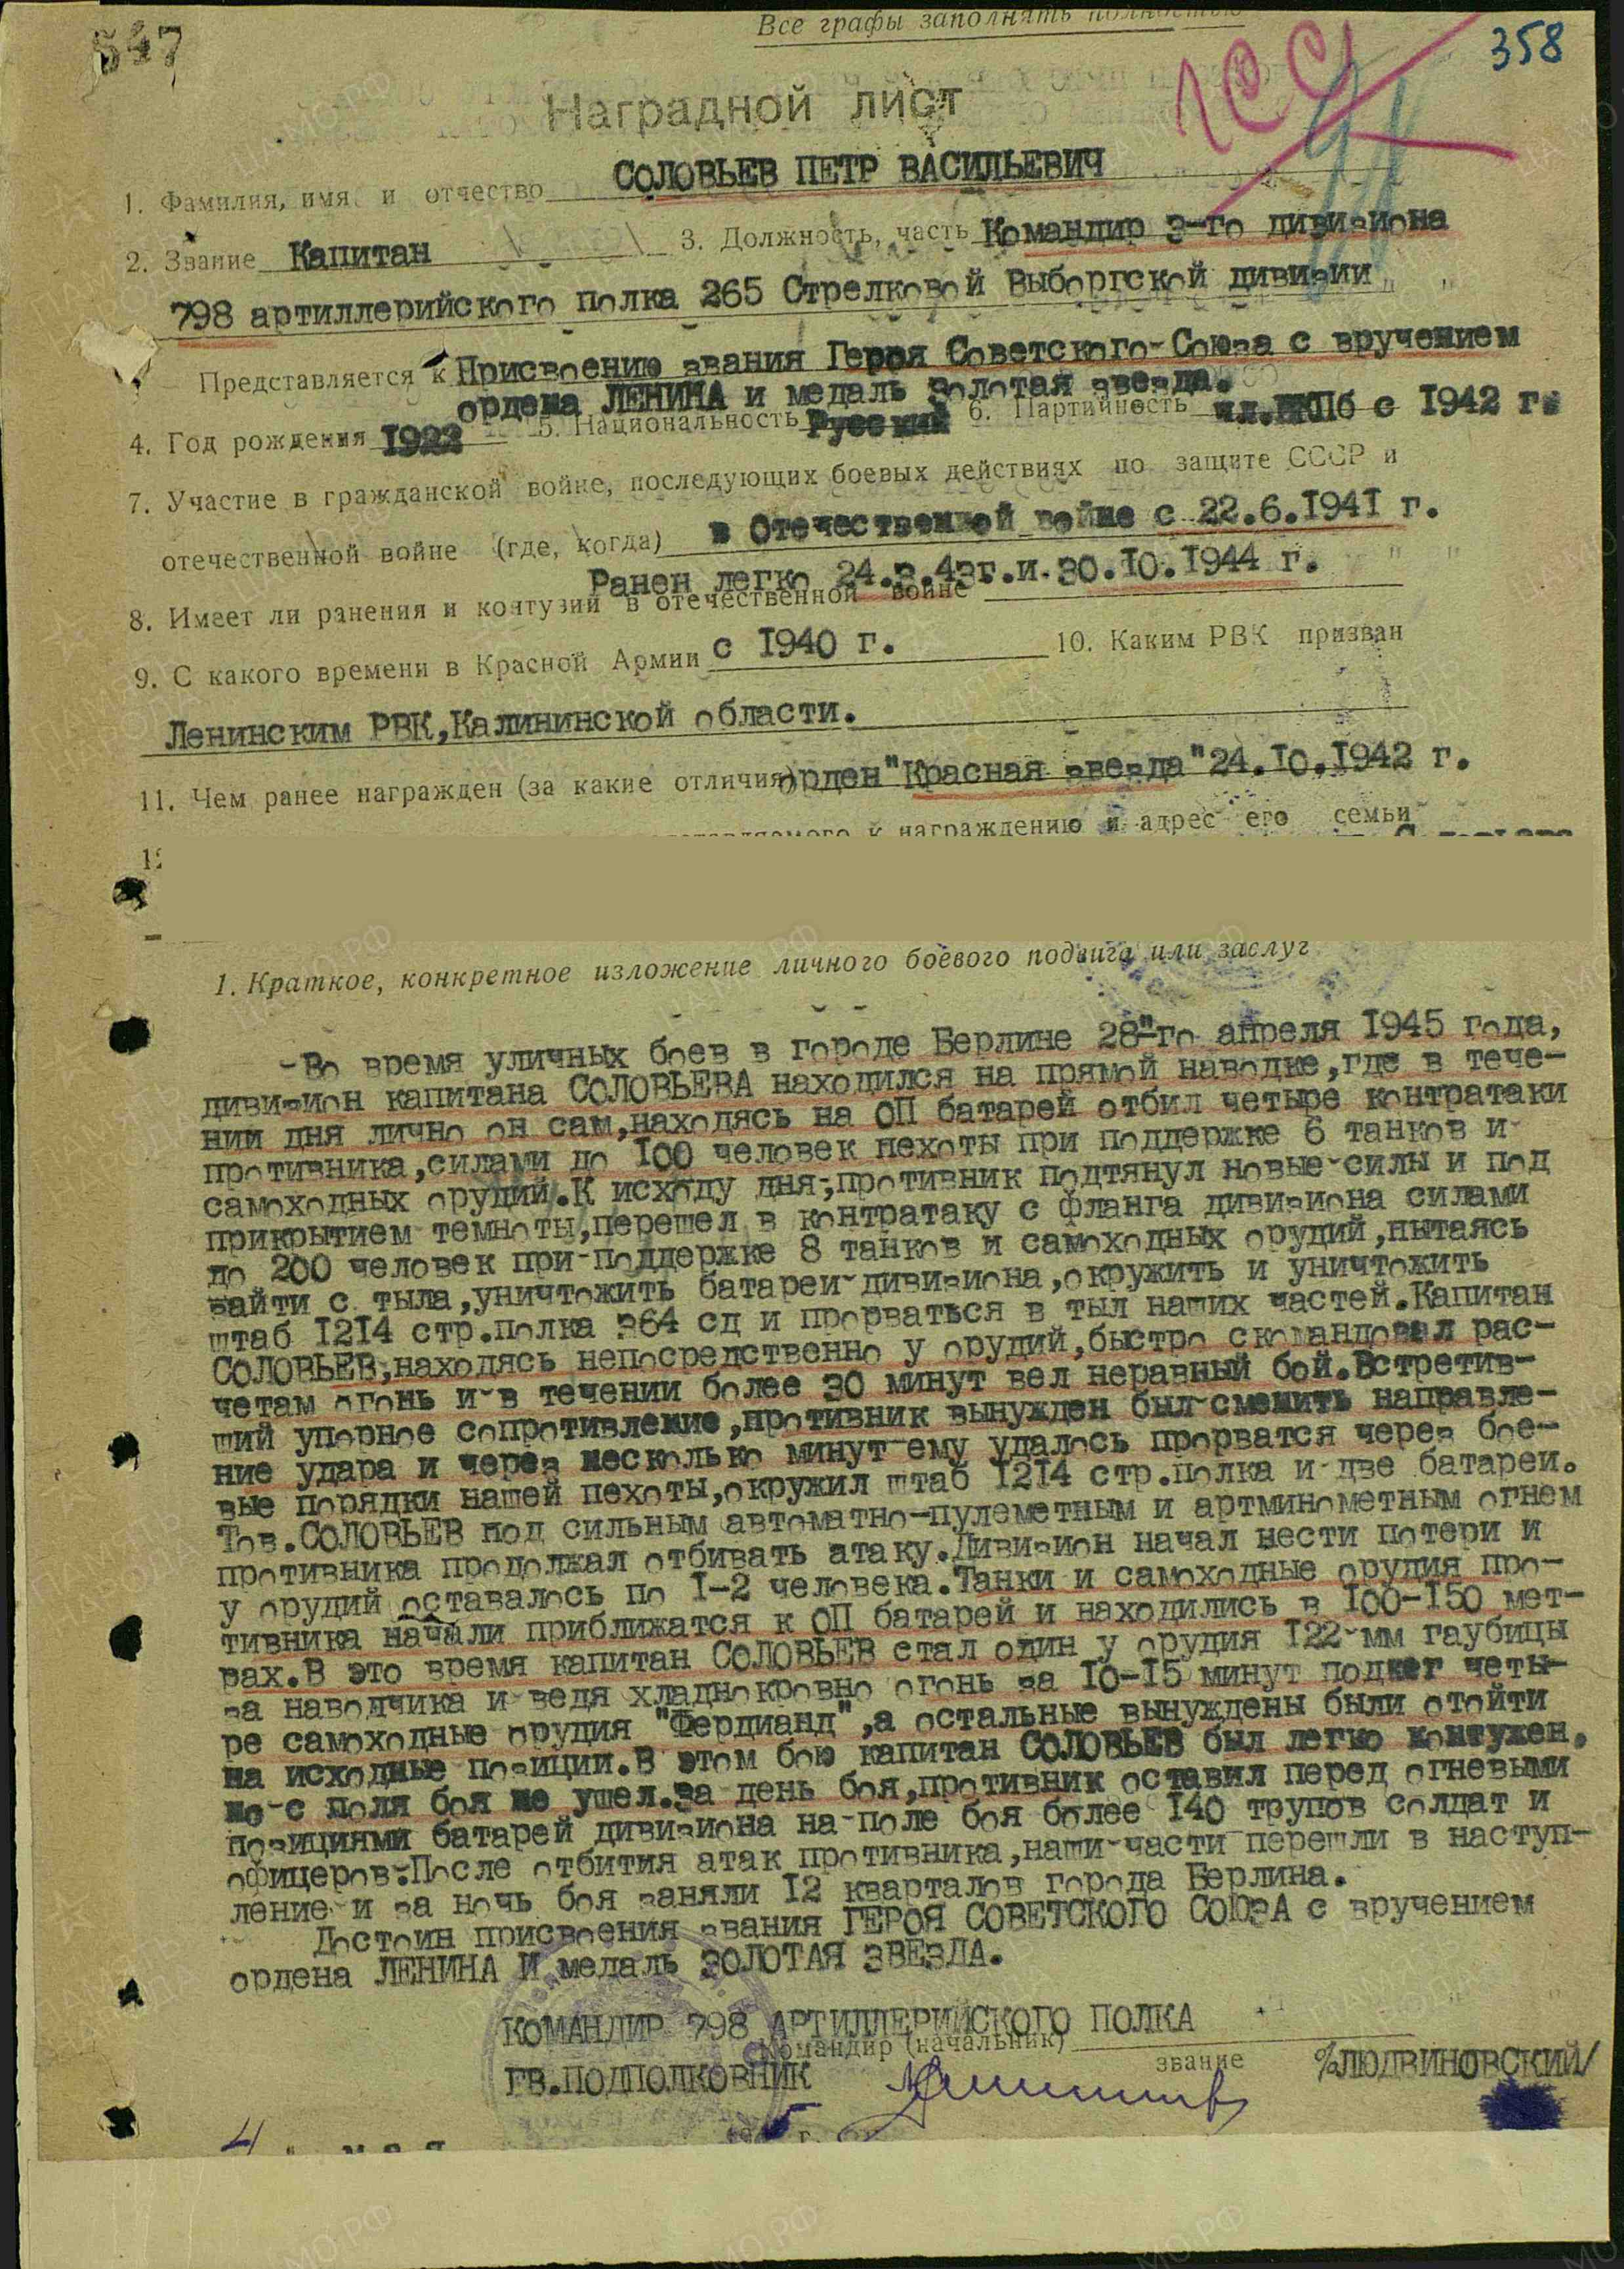 Все графы заполнять полностью
547
358
Наградной лист
1. Фамилия, имя и отчество СОЛОВЬЕВ ПЕТР ВАСИЛЬЕВИЧ
2. Звание Капитан 3. Должность, часть Командир 3-го дивизиона
798 артиллерийского полка 265 Стрелковой Выборгской дивизии
Представляется к Присвоению звания Героя Советского Союза с вручением
ордена ЛЕНИНА и медаль Золотая звезда.
4. Год рождения 1922 5. Национальность Русский 6. Партийность чл.ВКПб с 1942 г.
7. Участие в гражданской войне, последующих боевых действиях по защите СССР и
отечественной войне (где, когда) в Отечественной войне с 22.6.1941 г.
Ранен легко 24.3.43г.и.30.10.1944 г.
8. Имеет ли ранения и контузии в отечественной войне
9. С какого времени в Красной Армии с 1940 г. 10. Каким РВК призван
Ленинским РВК,Калининской области.
11. Чем ранее награжден (за какие отличия) орден"Красная звезда"24.10.1942 г.
к награждению и адрес его семьи
1. Краткое, конкретное изложение личного боевого подвига или заслуг
-Во время уличных боев в городе Берлине 28"-го апреля 1945 года,
дивизион капитана СОЛОВЬЕВА находился на прямой наводке,где в тече-
нии дня лично он сам,находясь на ОП батарей отбил четыре контратаки
противника,силами до 100 человек пехоты при поддержке 6 танков и
самоходных орудий.К исходу дня,противник подтянул новые силы и под
прикрытием темноты,перешел в контратаку с фланга дивизиона силами
до 200 человек при поддержке 8 танков и самоходных орудий,пытаясь
зайти с тыла,уничтожить батареи дивизиона,окружить и уничтожить
штаб 1214 стр.полка 364 сд и прорваться в тыл наших частей.Капитан
СОЛОВЬЕВ,находясь непосредственно у орудий,быстро скомандовал рас-
четам огонь и в течении более 30 минут вел неравный бой.Встретив-
ший упорное сопротивление,противник вынужден был сменить направле-
ние удара и через несколько минут ему удалось прорватся через бое-
вые порядки нашей пехоты,окружил штаб 1214 стр.полка и две батареи.
Тов.СОЛОВЬЕВ под сильным автоматно-пулеметным и артминометным огнем
противника продолжал отбивать атаку.Дивизион начал нести потери и
у орудий оставалось по 1-2 человека.Танки и самоходные орудия про-
тивника начали приближатся к ОП батарей и находились в 100-150 мет-
рах.В это время капитан СОЛОВЬЕВ стал один у орудия 122-мм гаубицы
за наводчика и ведя хладнокровно огонь за 10-15 минут поджег четы-
ре самоходные орудия "Фердианд",а остальные вынуждены были отойти
на исходные позиции.В этом бою капитан СОЛОВЬЕВ был легко контужен,
но с поля боя не ушел.За день боя,противник оставил перед огневыми
позициями батарей дивизиона на поле боя более 140 трупов солдат и
офицеров.После отбития атак противника,наши части перешли в наступ-
ление и за ночь боя заняли 12 кварталов города Берлина.
Достоин присвоения звания ГЕРОЯ СОВЕТСКОГО СОЮЗА с вручением
ордена ЛЕНИНА И медаль ЗОЛОТАЯ ЗВЕЗДА.
КОМАНДИР 798 АРТИЛЛЕРИЙСКОГО ПОЛКА
Командир (начальник)
звание
ГВ.ПОДПОЛКОВНИК
ЛЮДВИНОВСКИЙ/
4 мая
5 г.